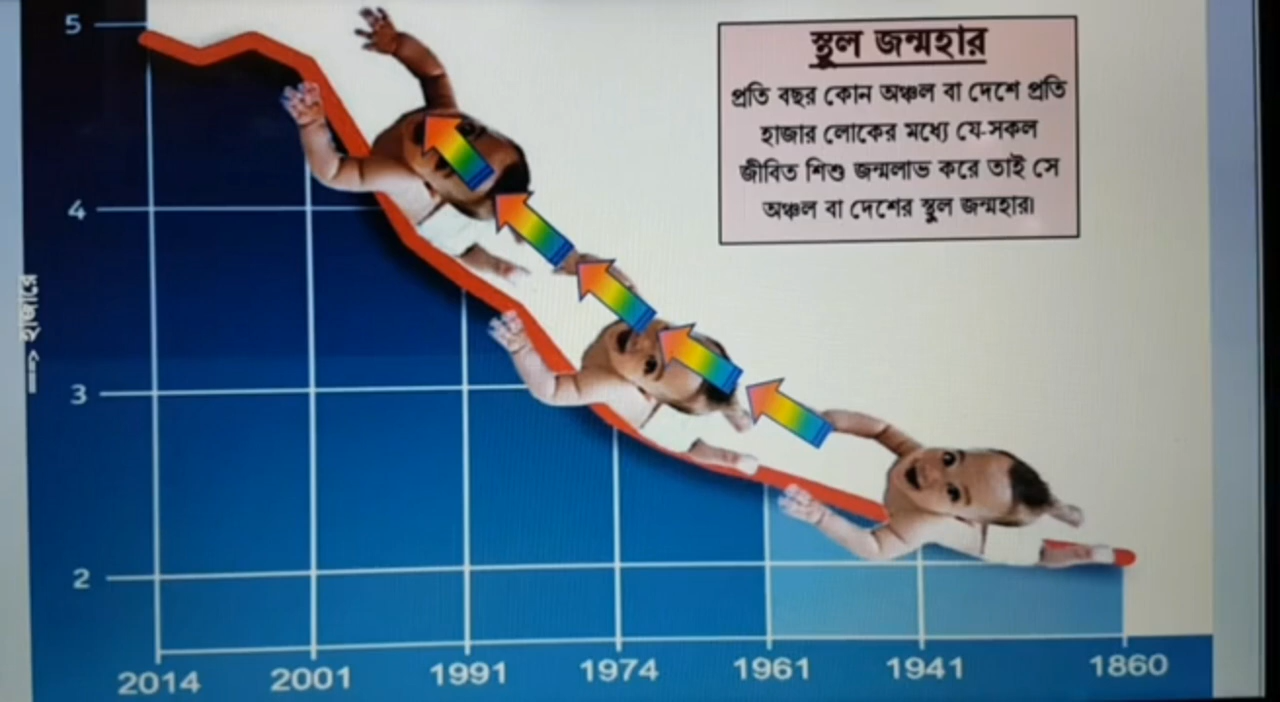 স্থুল জন্মহার
প্রতি বছর কোন অঞ্চল বা দেশে প্রতি
হাজার লোকের মধ্যে যে-সকল
জীবিত শিশু জন্মলাভ করে তাই সে
অঞ্চল বা দেশের স্থুল জন্মহার।
5
4
3
2
==> হাজারে
2014 2001 1991 1974 1961 1941 1860